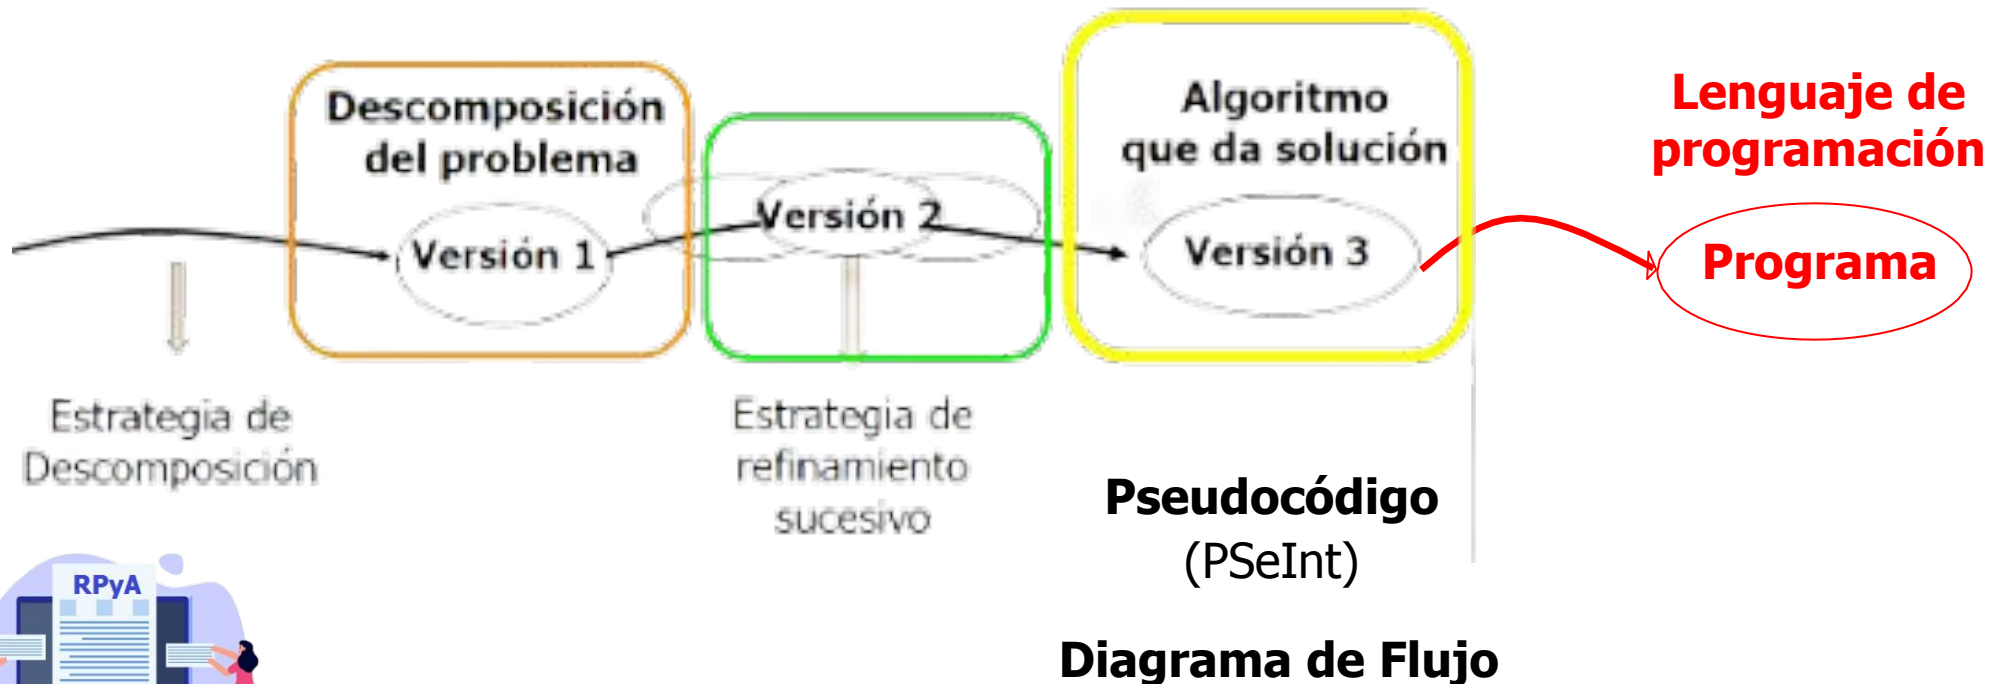 Descomposición
del problema
Versión 1
Estrategia de
Descomposición
Versión 2
Estrategia de
refinamiento
sucesivo
Algoritmo
que da solución
Versión 3
Pseudocódigo
(PSeInt)
Diagrama de Flujo
Lenguaje de
programación
Programa
RPyA